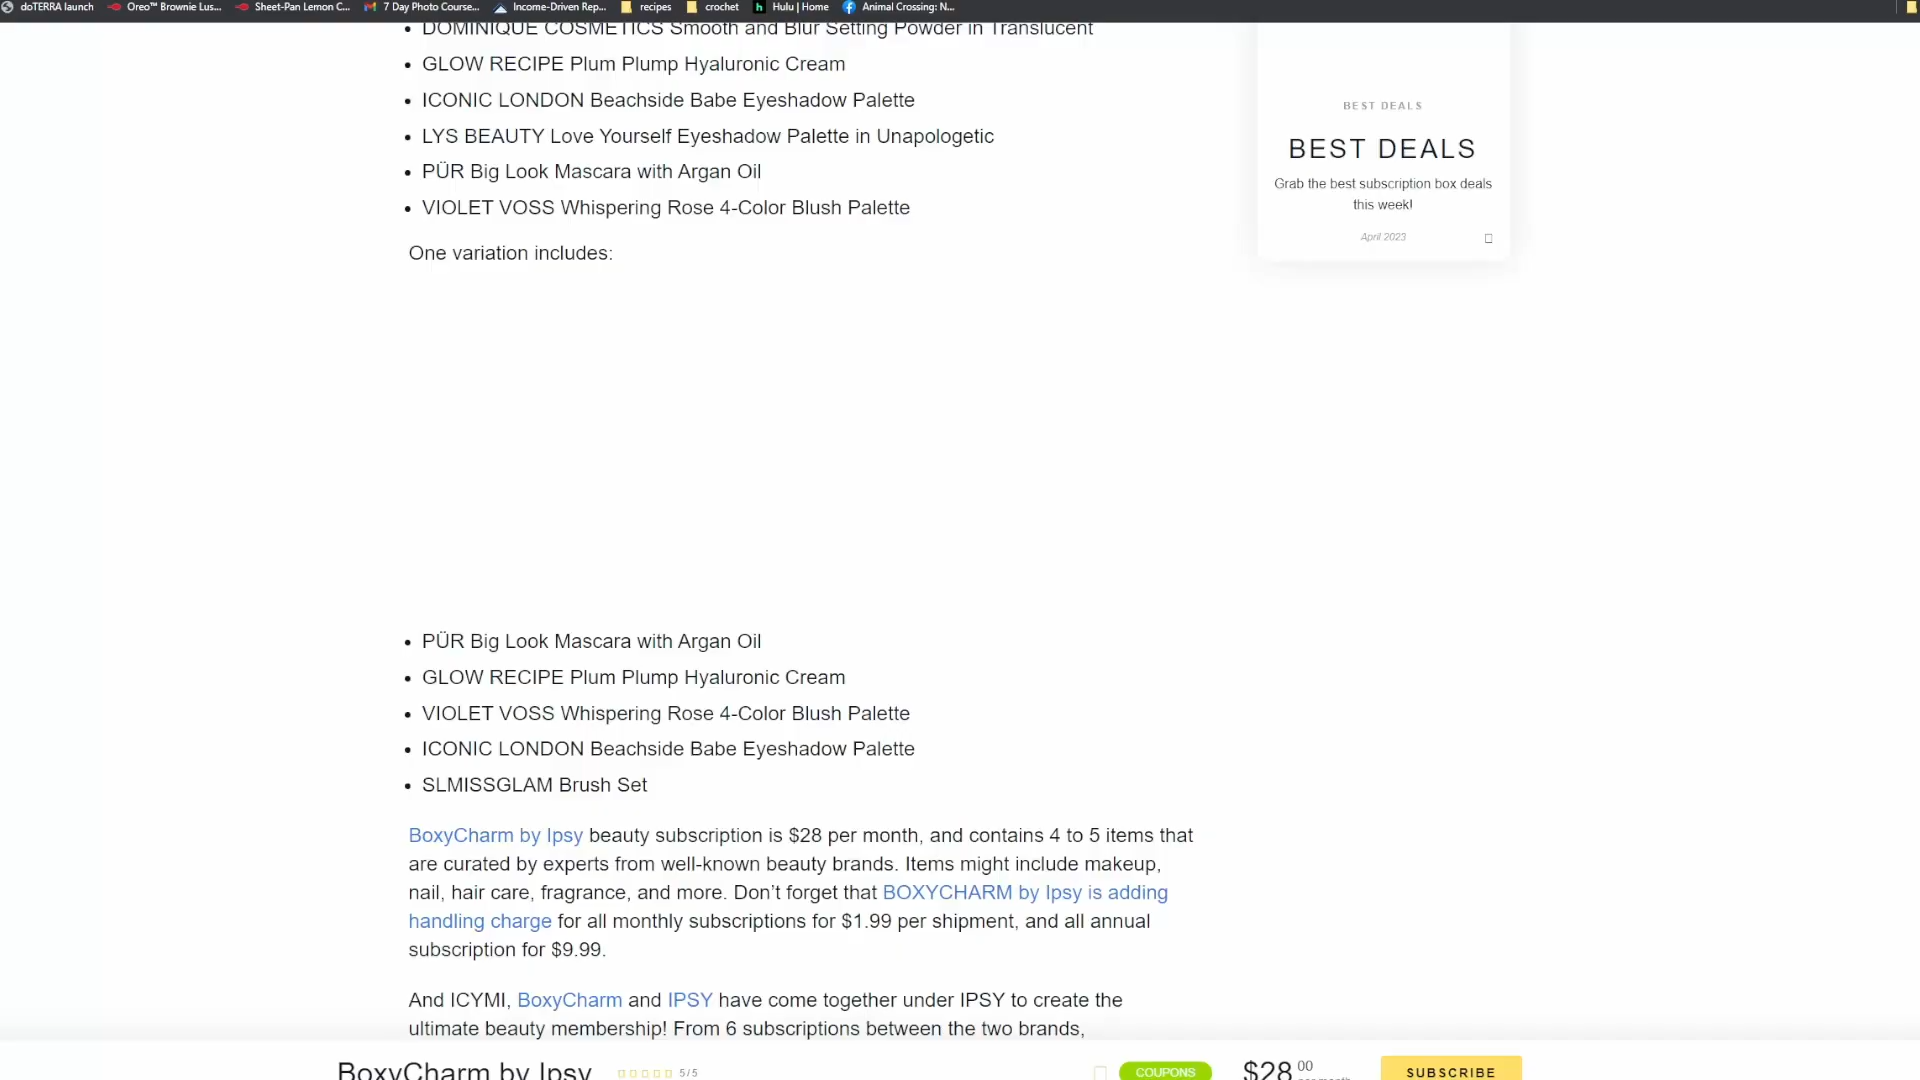 doTERRA launch Oreo™ Brownie Lus... Sheet-Pan Lemon C... 7 Day Photo Course... Income-Driven Rep... recipes crochet Hulu | Home Animal Crossing: N...
DOMINIQUE COSMETICS Smooth and Blur Setting Powder in Translucent
GLOW RECIPE Plum Plump Hyaluronic Cream
ICONIC LONDON Beachside Babe Eyeshadow Palette
LYS BEAUTY Love Yourself Eyeshadow Palette in Unapologetic
PÜR Big Look Mascara with Argan Oil
VIOLET VOSS Whispering Rose 4-Color Blush Palette
One variation includes:
BEST DEALS
BEST DEALS
Grab the best subscription box deals
this week!
April 2023
PÜR Big Look Mascara with Argan Oil
GLOW RECIPE Plum Plump Hyaluronic Cream
VIOLET VOSS Whispering Rose 4-Color Blush Palette
ICONIC LONDON Beachside Babe Eyeshadow Palette
SLMISSGLAM Brush Set
BoxyCharm by Ipsy beauty subscription is $28 per month, and contains 4 to 5 items that
are curated by experts from well-known beauty brands. Items might include makeup,
nail, hair care, fragrance, and more. Don't forget that BOXYCHARM by Ipsy is adding
handling charge for all monthly subscriptions for $1.99 per shipment, and all annual
subscription for $9.99.
And ICYMI, BoxyCharm and IPSY have come together under IPSY to create the
ultimate beauty membership! From 6 subscriptions between the two brands,
BoxyCharm by Ipsy 5/5 COUPONS $28 00 SUBSCRIBE